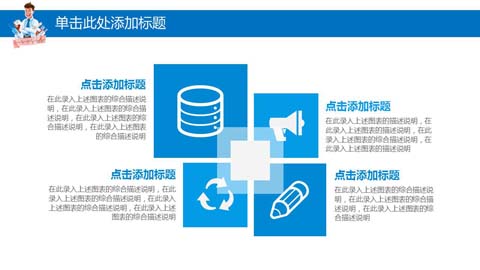 单击此处添加标题
点击添加标题
在此录入上述图表的综合描述说
明，在此录入上述图表的综合描
述说明，在此录入上述图表的综
合描述说明，在此录入上述图表
的综合描述说明
点击添加标题
在此录入上述图表的描述说明，在
此录入上述图表的描述说明，在此
录入上述图表的描述说明，在此录
入上述图表的描述说明
点击添加标题
在此录入上述图表的综合描述说明，在此
录入上述图表的综合描述说明，在此录入
上述图表的综合描述说明，在此录入上述
图表的综合描述说明
点击添加标题
在此录入上述图表的综合描述说
明，在此录入上述图表的综合描
述说明，在此录入上述图表的综
合描述说明